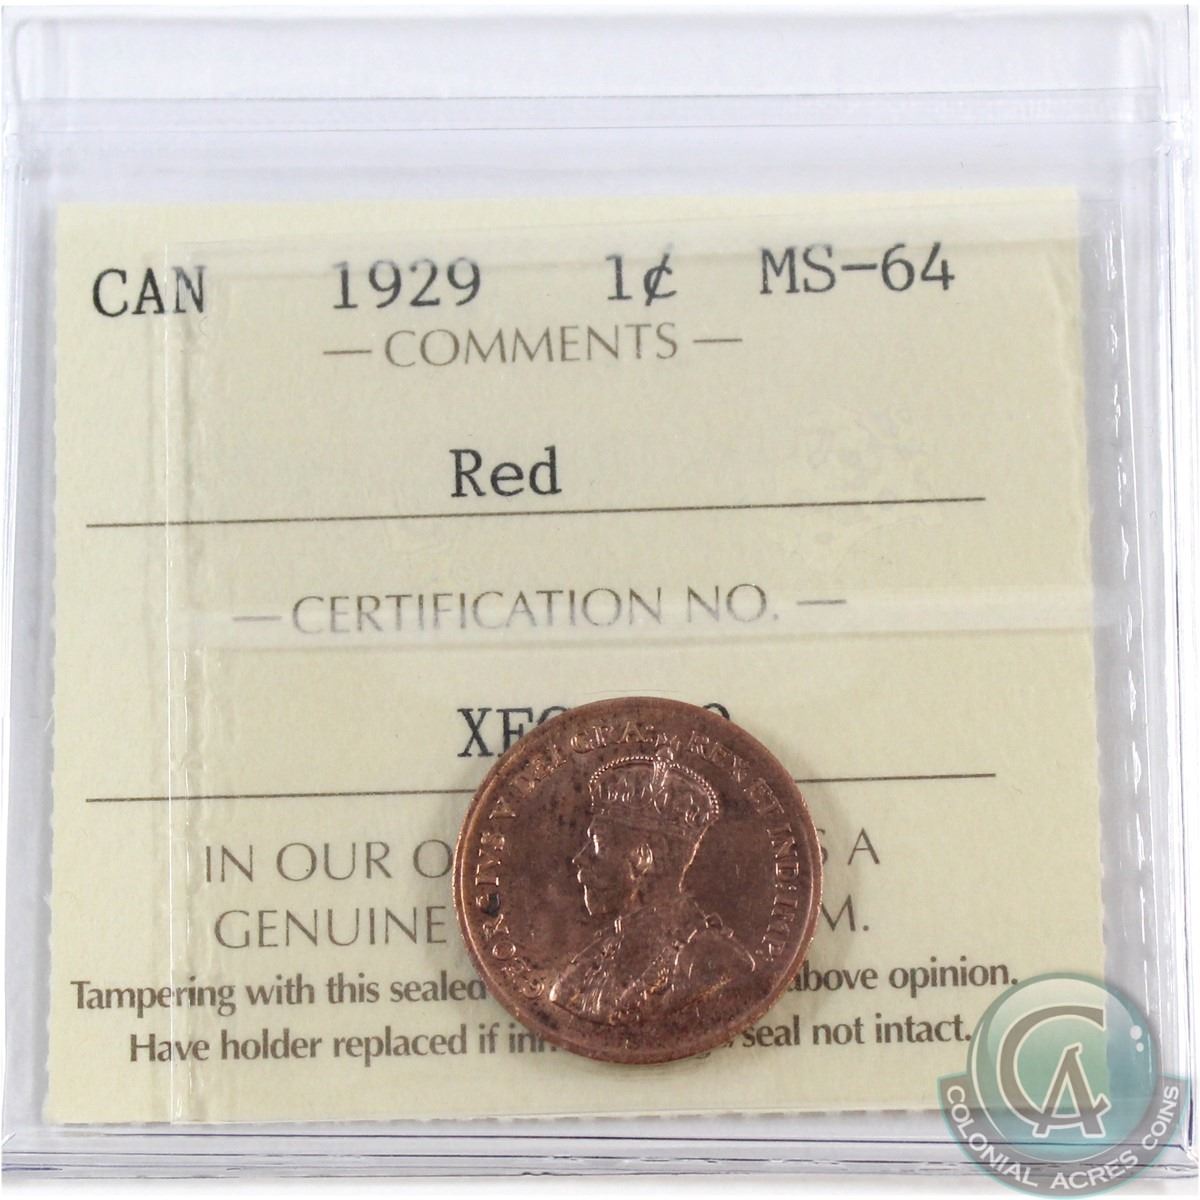 CAN 1929 1¢ MS-64
— COMMENTS —
Red
— CERTIFICATION NO. —
IN OUR A
GENUINE
Tampering with this sealed above opinion.
Have holder replaced if seal not intact.
GEORGIVS V DEI GRA: REX ET IND: IMP:
CA
COLONIAL ACRES COINS